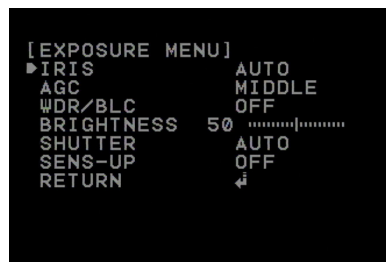 [EXPOSURE MENU]
IRIS AUTO
AGC MIDDLE
WDR/BLC OFF
BRIGHTNESS 50
SHUTTER AUTO
SENS-UP OFF
RETURN